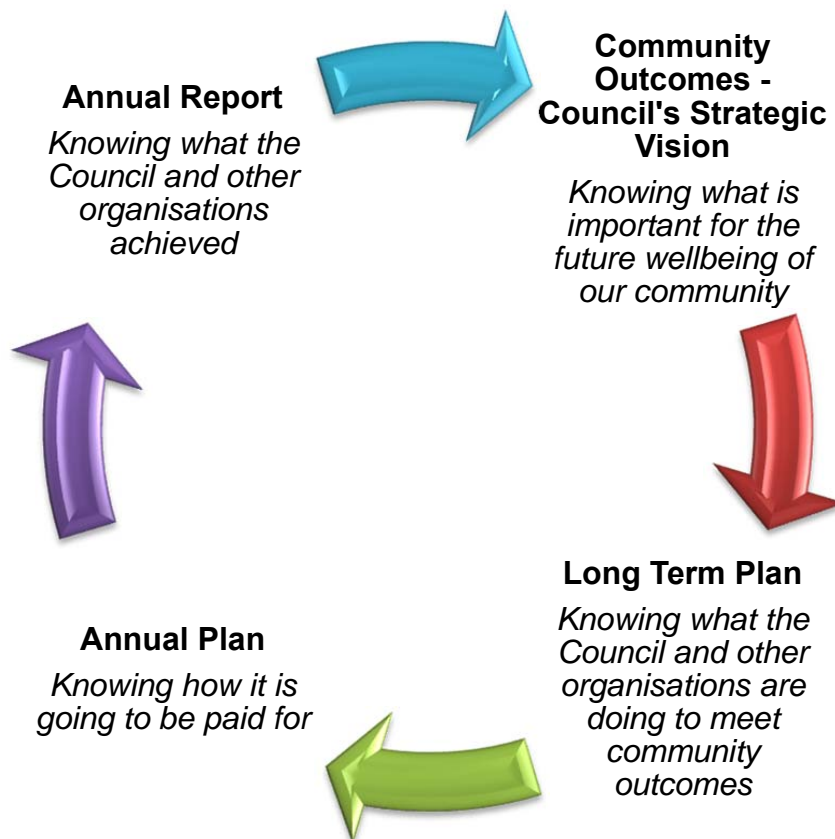 Annual Report
Knowing what the
Council and other
organisations
achieved
Community
Outcomes -
Council's Strategic
Vision
Knowing what is
important for the
future wellbeing of
our community
Long Term Plan
Knowing what the
Council and other
organisations are
doing to meet
community
outcomes
Annual Plan
Knowing how it is
going to be paid for